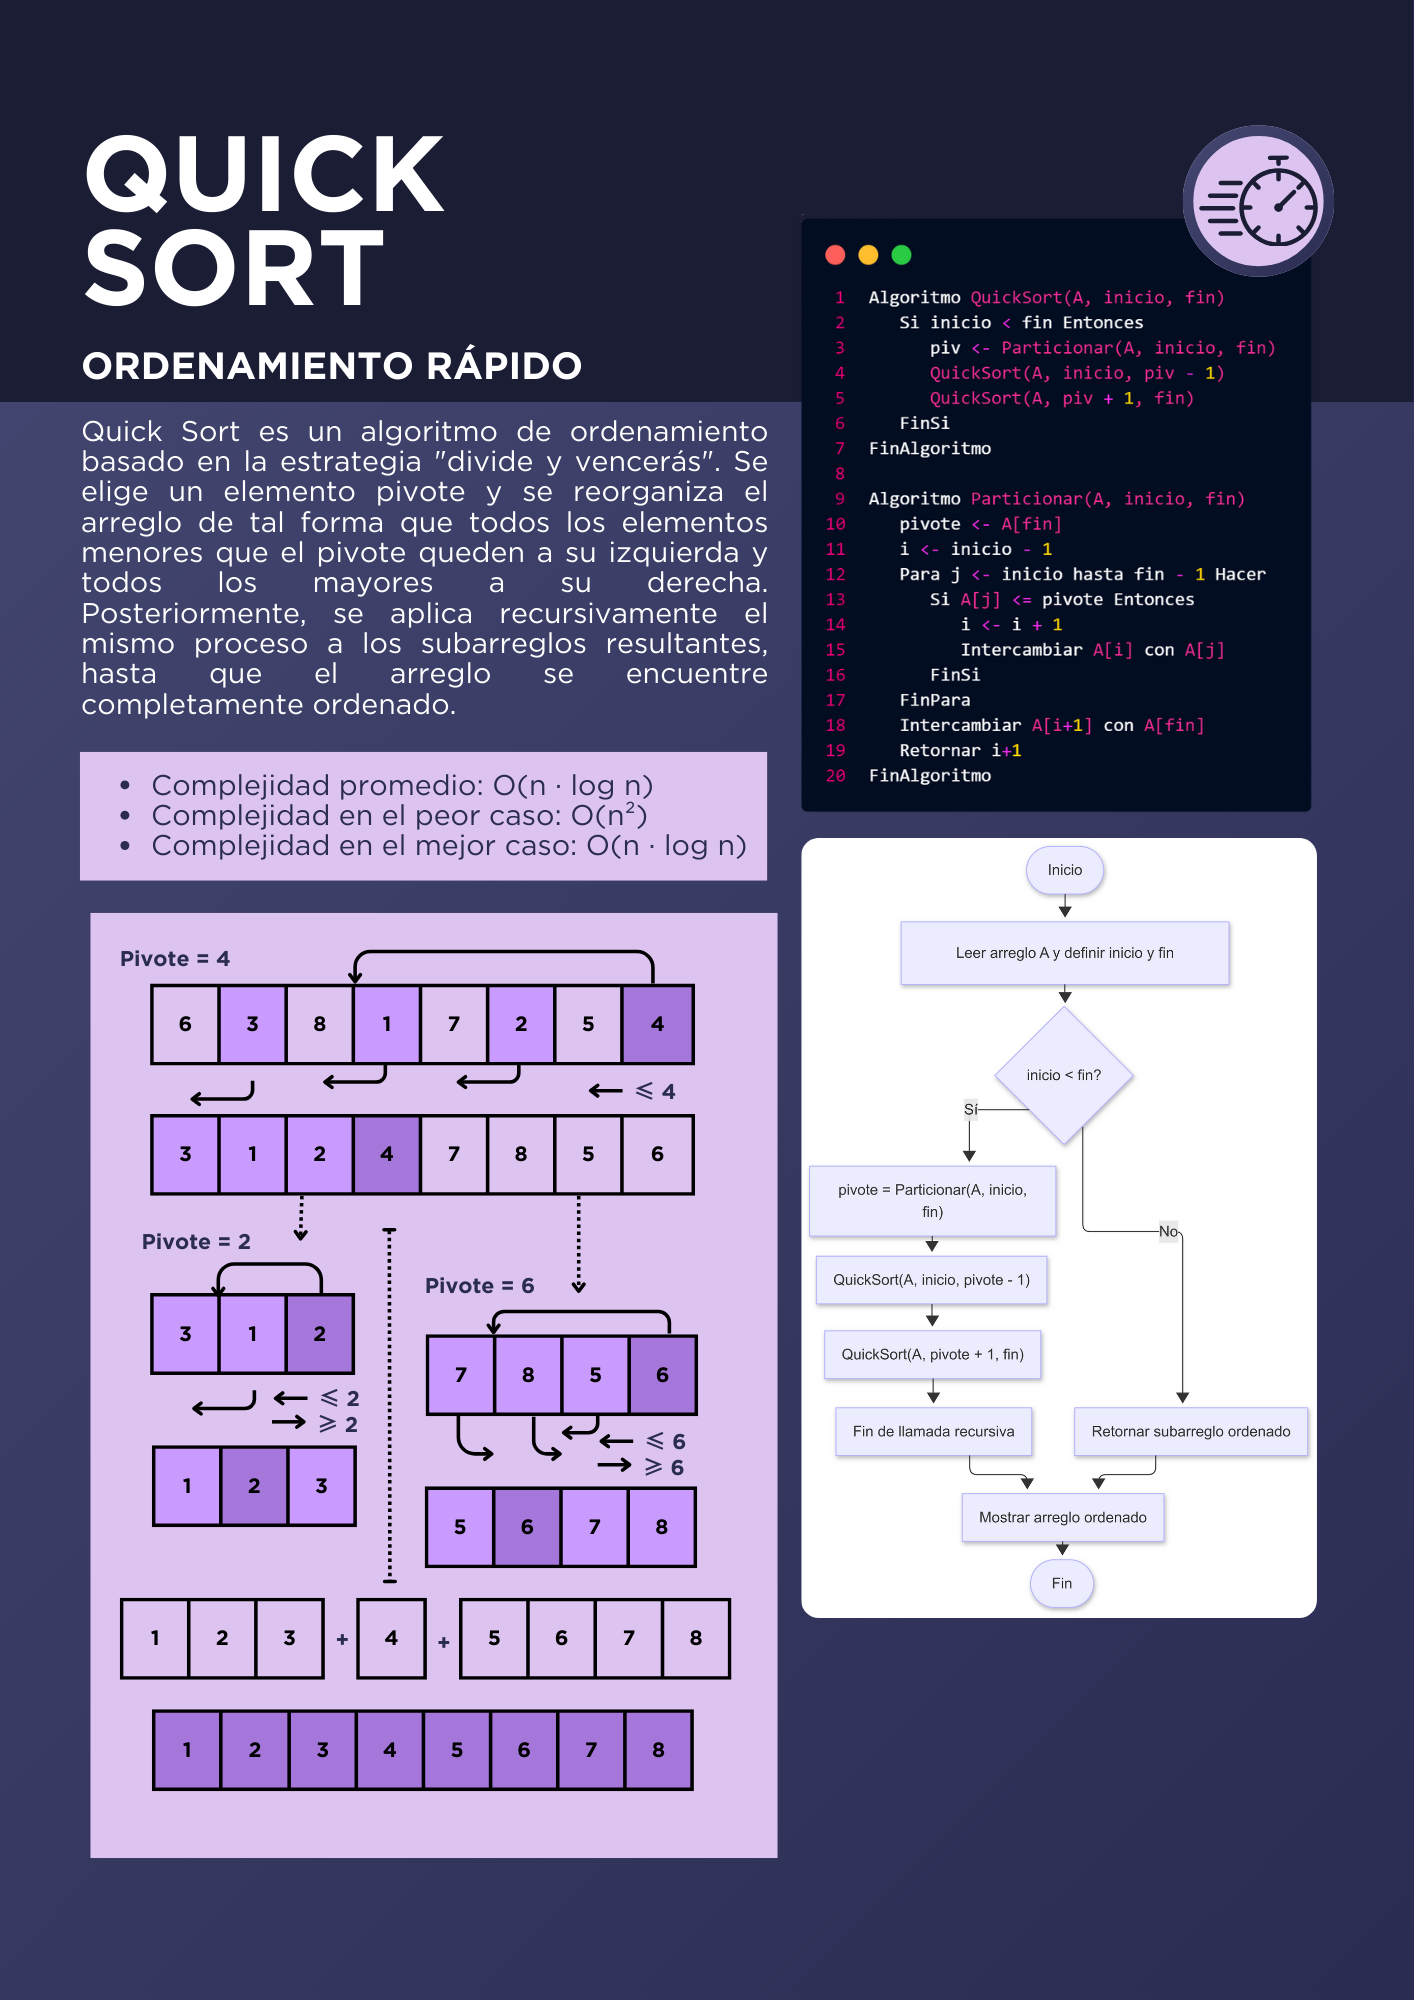 QUICK
SORT
ORDENAMIENTO RÁPIDO
Quick Sort es un algoritmo de ordenamiento
basado en la estrategia "divide y vencerás". Se
elige un elemento pivote y se reorganiza el
arreglo de tal forma que todos los elementos
menores que el pivote queden a su izquierda y
todos los mayores a su derecha.
Posteriormente, se aplica recursivamente el
mismo proceso a los subarreglos resultantes,
hasta que el arreglo se encuentre
completamente ordenado.
• Complejidad promedio: O(n · log n)
• Complejidad en el peor caso: O(n²)
• Complejidad en el mejor caso: O(n · log n)
Pivote = 4
6 3 8 1 7 2 5 4
⩽ 4
3 1 2 4 7 8 5 6
Pivote = 2
3 1 2
⩽ 2
⩾ 2
1 2 3
Pivote = 6
7 8 5 6
⩽ 6
⩾ 6
5 6 7 8
1 2 3 + 4 + 5 6 7 8
1 2 3 4 5 6 7 8
1 Algoritmo QuickSort(A, inicio, fin)
2 Si inicio < fin Entonces
3 piv <- Particionar(A, inicio, fin)
4 QuickSort(A, inicio, piv - 1)
5 QuickSort(A, piv + 1, fin)
6 FinSi
7 FinAlgoritmo
8
9 Algoritmo Particionar(A, inicio, fin)
10 pivote <- A[fin]
11 i <- inicio - 1
12 Para j <- inicio hasta fin - 1 Hacer
13 Si A[j] <= pivote Entonces
14 i <- i + 1
15 Intercambiar A[i] con A[j]
16 FinSi
17 FinPara
18 Intercambiar A[i+1] con A[fin]
19 Retornar i+1
20 FinAlgoritmo
Inicio
Leer arreglo A y definir inicio y fin
inicio < fin?
Sí
pivote = Particionar(A, inicio,
fin)
No
QuickSort(A, inicio, pivote - 1)
QuickSort(A, pivote + 1, fin)
Fin de llamada recursiva
Retornar subarreglo ordenado
Mostrar arreglo ordenado
Fin